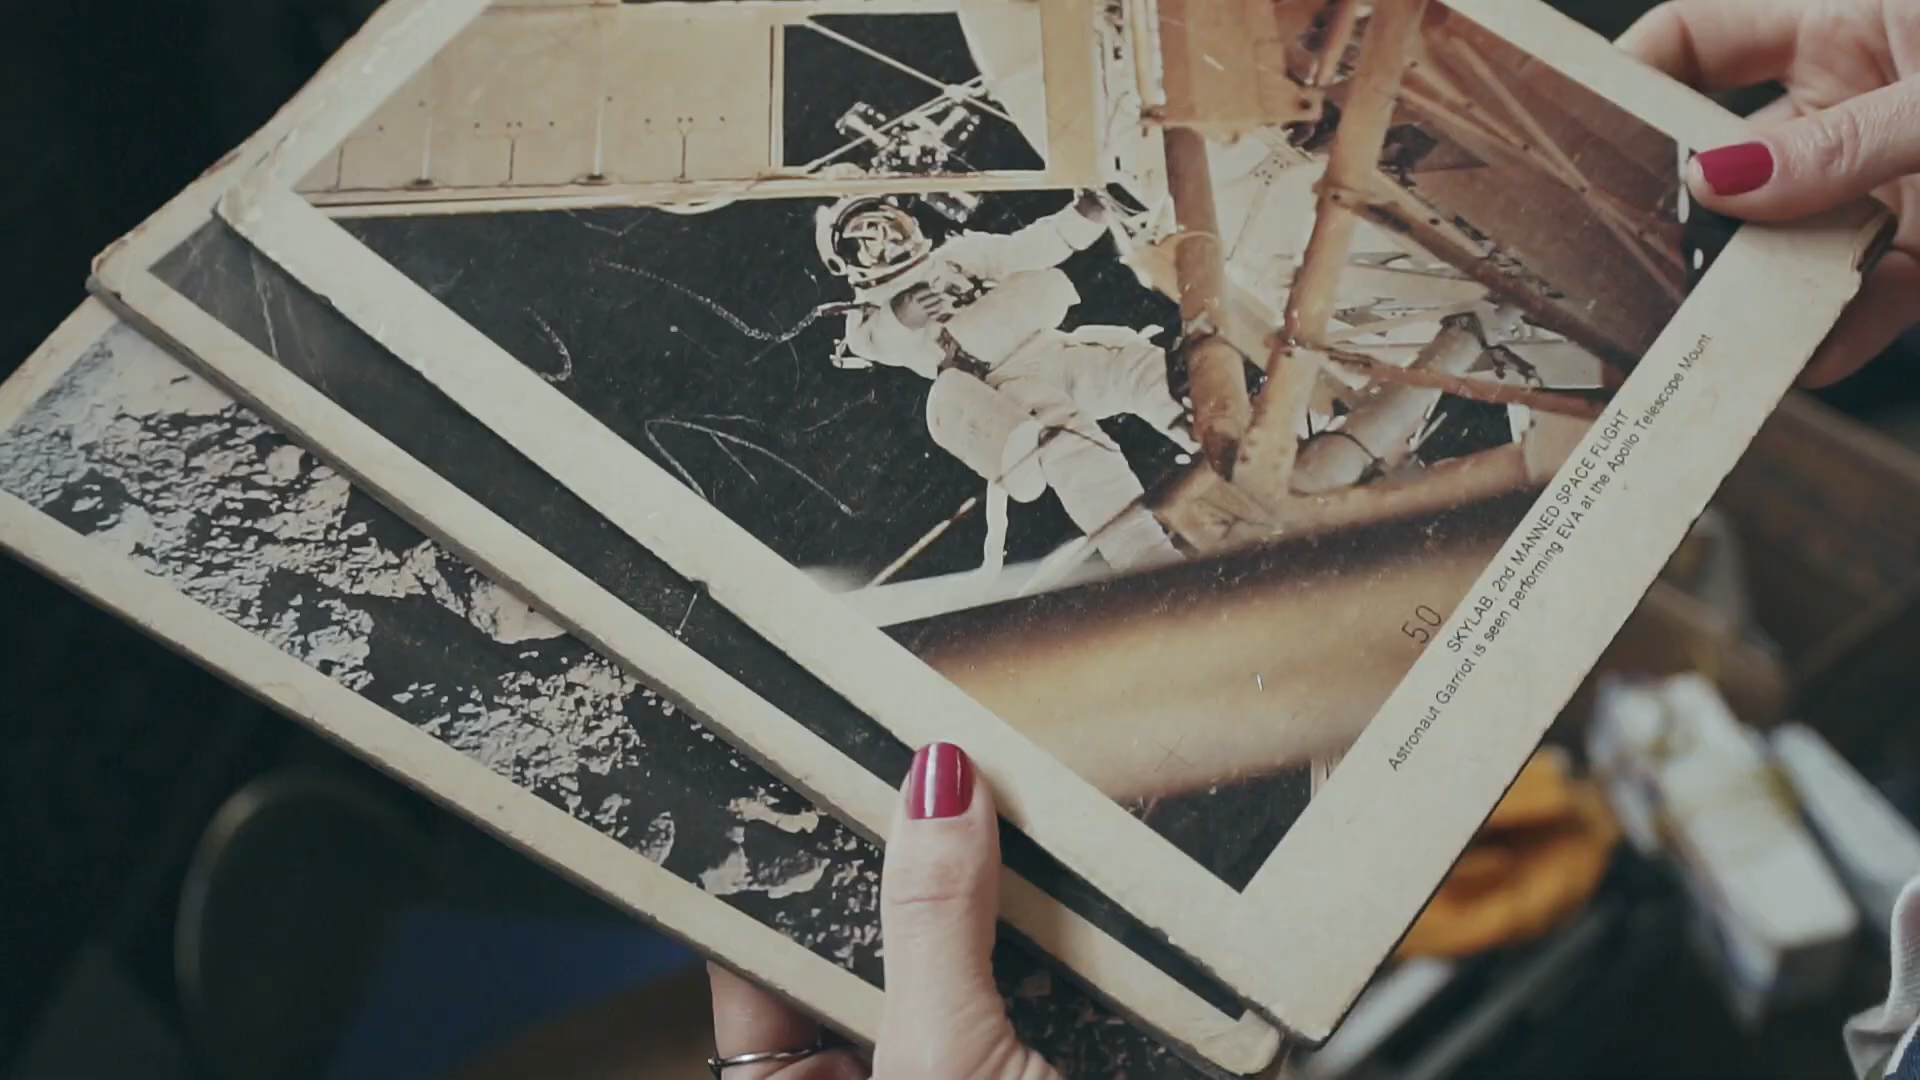 50
SKYLAB, 2nd MANNED SPACE FLIGHT
Astronaut Garriot is seen performing EVA at the Apollo Telescope Mount